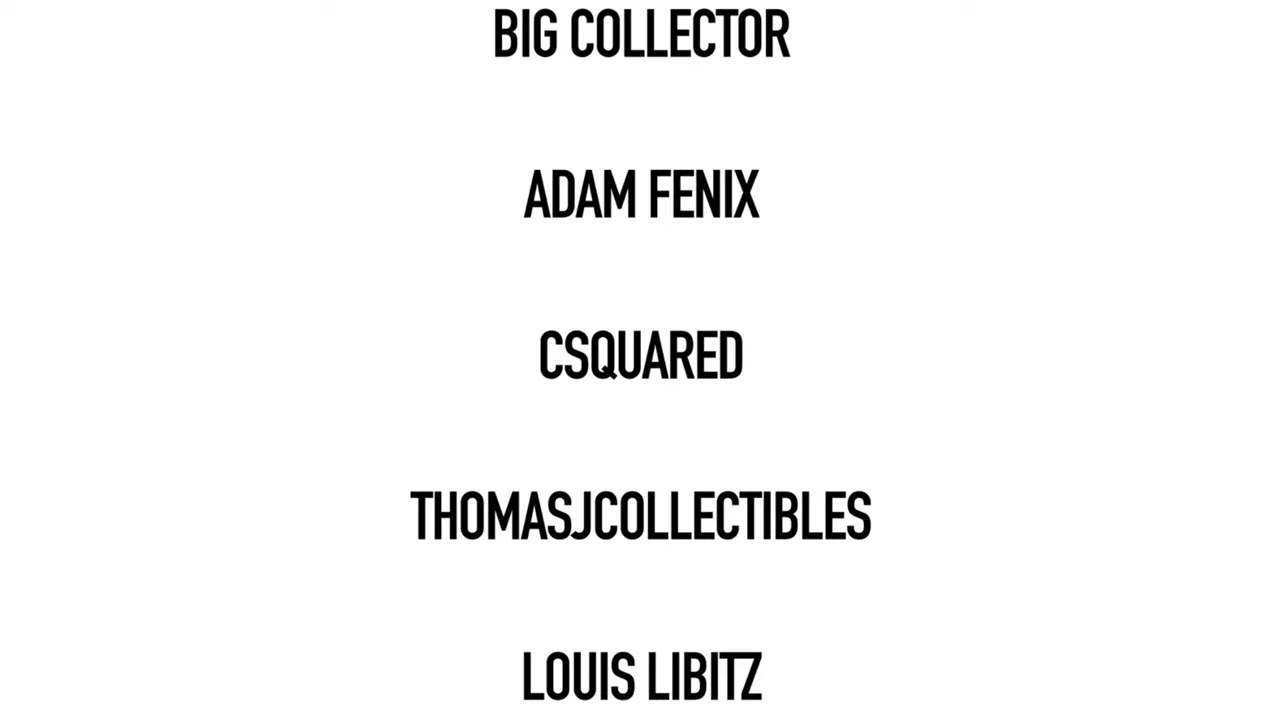 BIG COLLECTOR
ADAM FENIX
CSQUARED
THOMASJCOLLECTIBLES
LOUIS LIBITZ